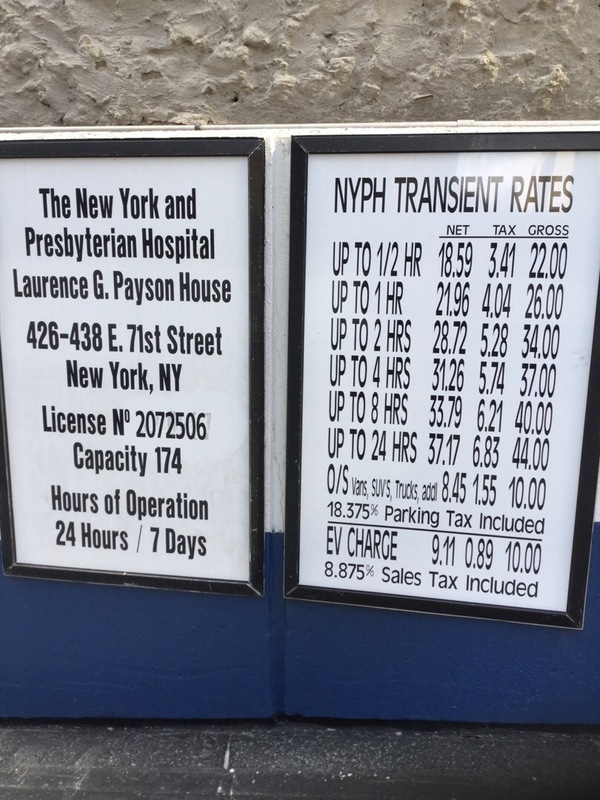 The New York and
Presbyterian Hospital
Laurence G. Payson House
426-438 E. 71st Street
New York, NY
License Nº 2072506
Capacity 174
Hours of Operation
24 Hours / 7 Days
NYPH TRANSIENT RATES
NET TAX GROSS
UP TO 1/2 HR 18.59 3.41 22.00
UP TO 1 HR 21.96 4.04 26.00
UP TO 2 HRS 28.72 5.28 34.00
UP TO 4 HRS 31.26 5.74 37.00
UP TO 8 HRS 33.79 6.21 40.00
UP TO 24 HRS 37.17 6.83 44.00
O/S Vans, SUV'S, Trucks, addl 8.45 1.55 10.00
18.375% Parking Tax Included
EV CHARGE 9.11 0.89 10.00
8.875% Sales Tax Included